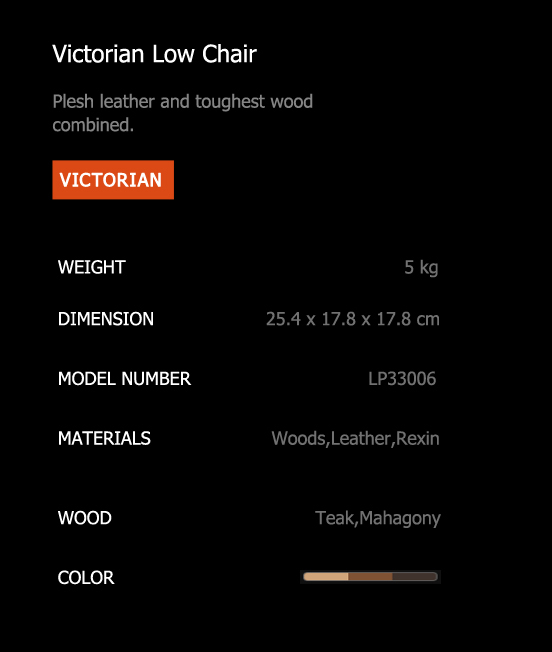 Victorian Low Chair
Plesh leather and toughest wood
combined.
VICTORIAN
WEIGHT 5 kg
DIMENSION 25.4 x 17.8 x 17.8 cm
MODEL NUMBER LP33006
MATERIALS Woods,Leather,Rexin
WOOD Teak,Mahagony
COLOR